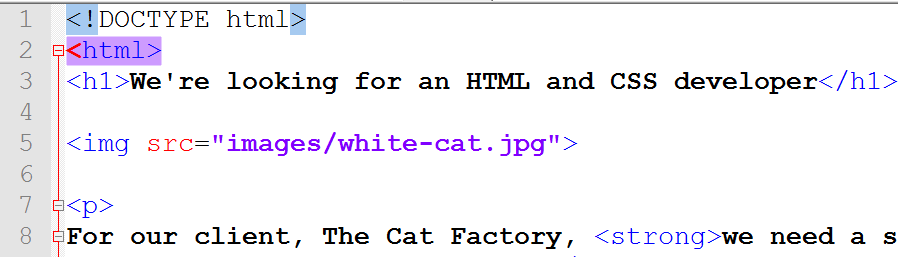 1 <!DOCTYPE html>
2 <html>
3 <h1>We're looking for an HTML and CSS developer</h1>
4
5 <img src="images/white-cat.jpg">
6
7 <p>
8 For our client, The Cat Factory, <strong>we need a s